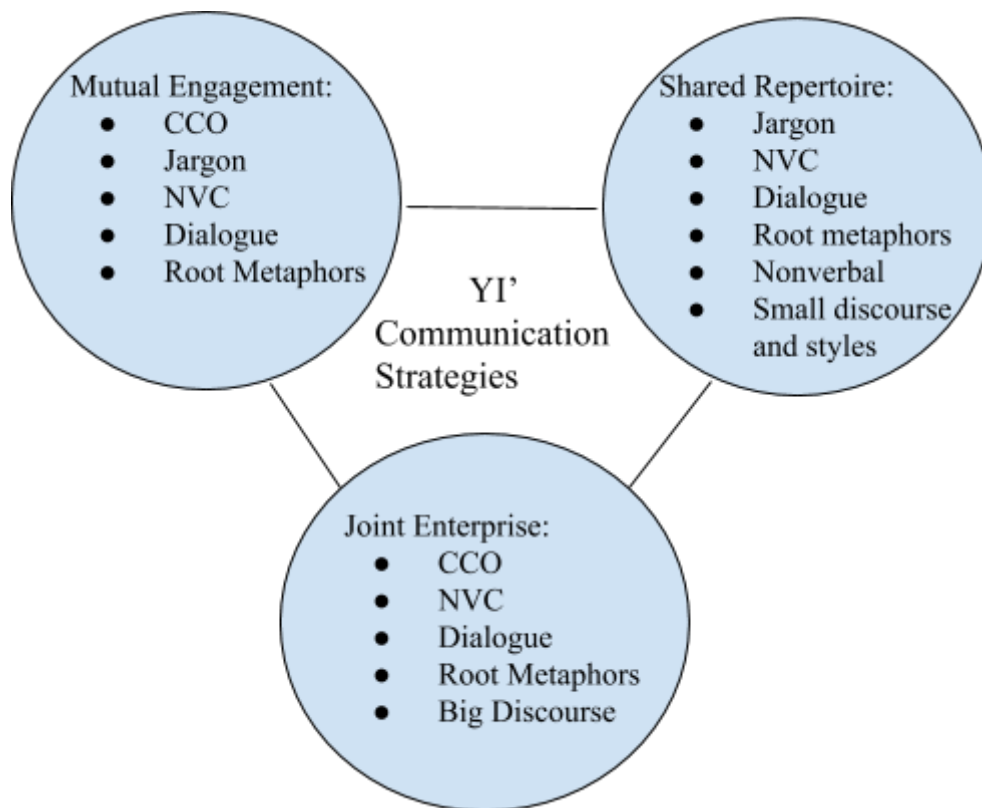 Mutual Engagement:
● CCO
● Jargon
● NVC
● Dialogue
● Root Metaphors
Shared Repertoire:
● Jargon
● NVC
● Dialogue
● Root metaphors
● Nonverbal
● Small discourse
and styles
YI’
Communication
Strategies
Joint Enterprise:
● CCO
● NVC
● Dialogue
● Root Metaphors
● Big Discourse